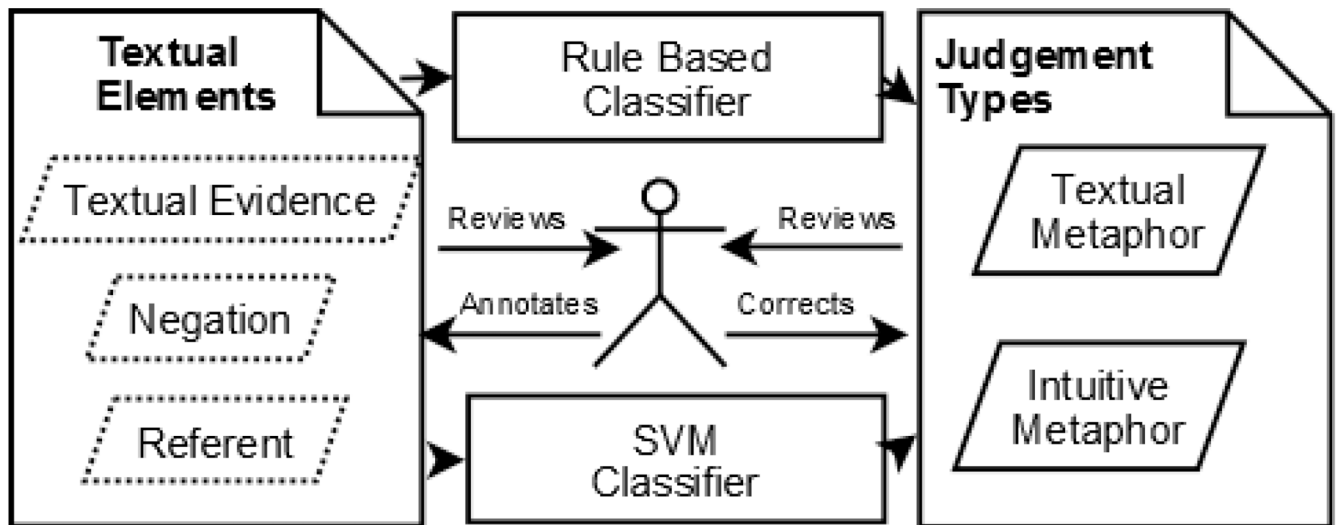 Textual
Elements
Textual Evidence
Negation
Referent
Rule Based
Classifier
Reviews
Reviews
Annotates
Corrects
SVM
Classifier
Judgement
Types
Textual
Metaphor
Intuitive
Metaphor